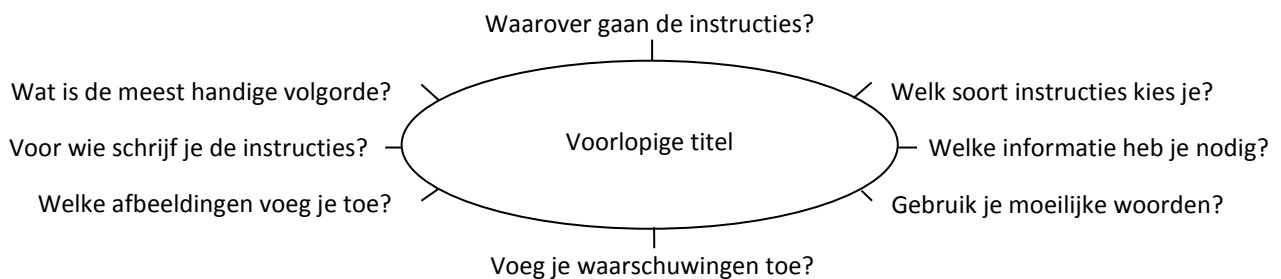 Waarover gaan de instructies?
Wat is de meest handige volgorde?
Welk soort instructies kies je?
Voor wie schrijf je de instructies?
Voorlopige titel
Welke informatie heb je nodig?
Welke afbeeldingen voeg je toe?
Gebruik je moeilijke woorden?
Voeg je waarschuwingen toe?